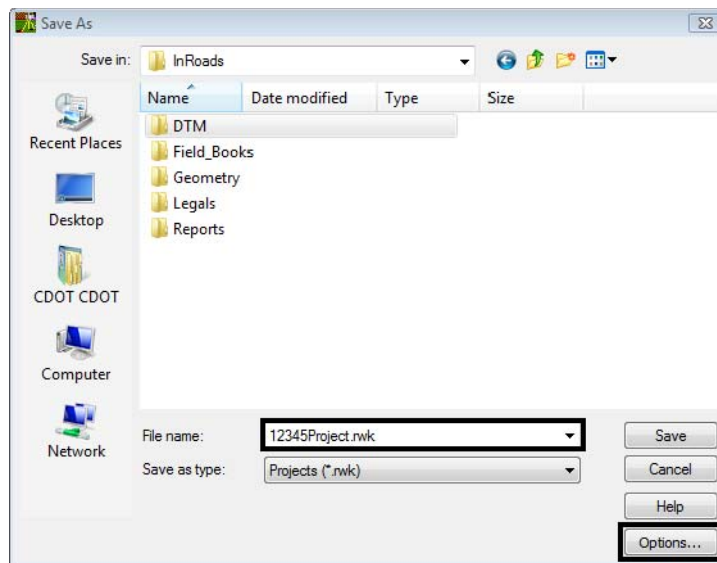 Save As
Save in: InRoads
Name Date modified Type Size
DTM
Field_Books
Geometry
Legals
Reports
Recent Places
Desktop
CDOT CDOT
Computer
Network
File name: 12345Project.rwk Save
Save as type: Projects (*.rwk) Cancel
Help
Options...